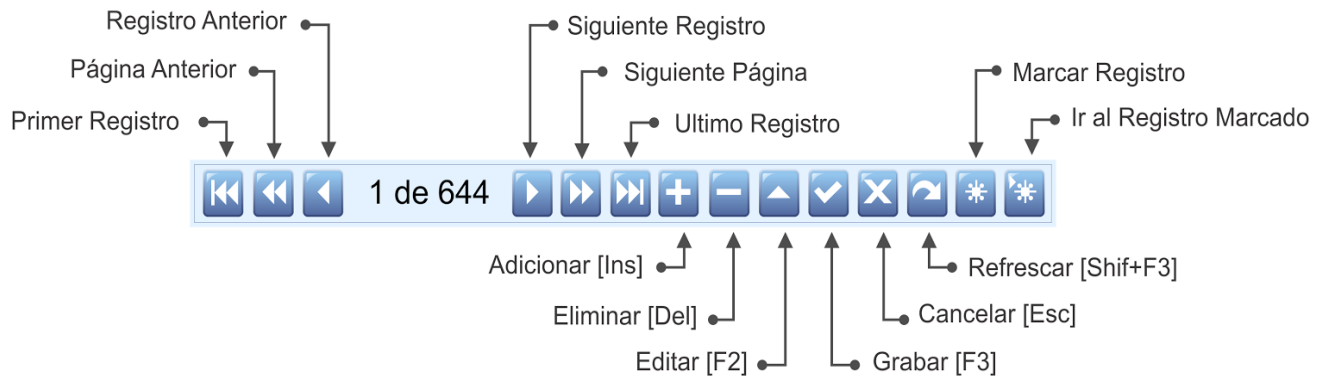 Registro Anterior
Siguiente Registro
Página Anterior
Siguiente Página
Marcar Registro
Primer Registro
Ultimo Registro
Ir al Registro Marcado
1 de 644
Adicionar [Ins]
Refrescar [Shif+F3]
Eliminar [Del]
Cancelar [Esc]
Editar [F2]
Grabar [F3]